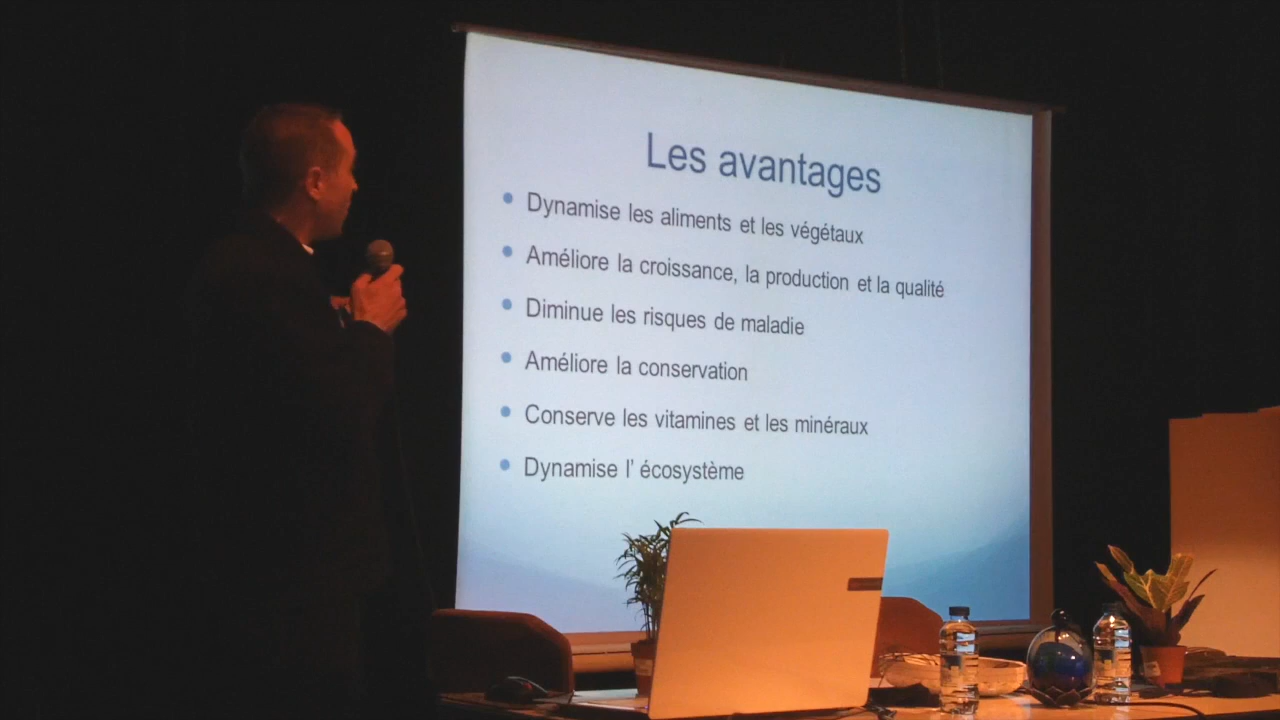 Les avantages
Dynamise les aliments et les végétaux
Améliore la croissance, la production et la qualité
Diminue les risques de maladie
Améliore la conservation
Conserve les vitamines et les minéraux
Dynamise l' écosystème